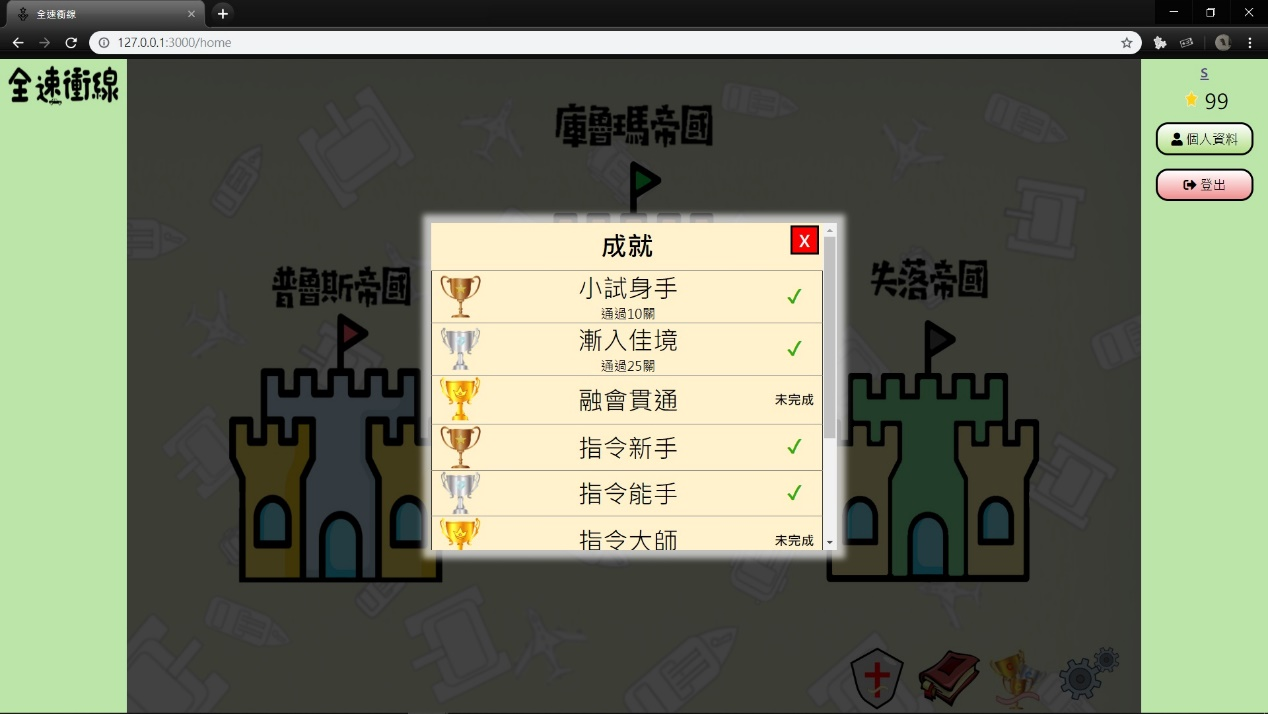 全速衝線
127.0.0.1:3000/home
全速衝線
S
99
個人資料
登出
庫魯瑪帝國
普魯斯帝國
失落帝國
成就
X
小試身手
通過10關
漸入佳境
通過25關
融會貫通
未完成
指令新手
指令能手
指令大師
未完成